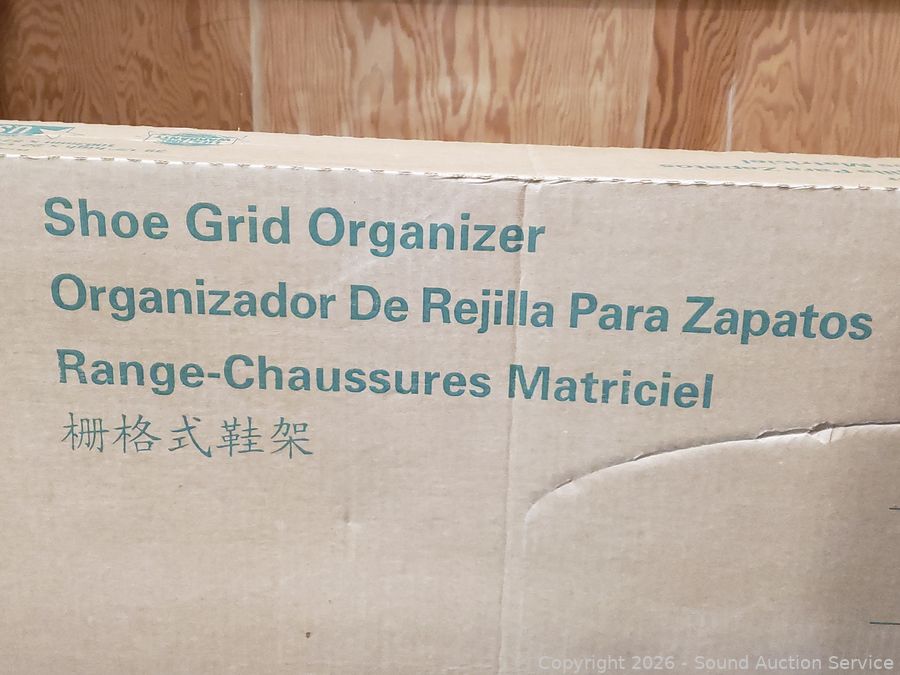 Shoe Grid Organizer
Organizador De Rejilla Para Zapatos
Range-Chaussures Matriciel
栅格式鞋架
Copyright 2026 - Sound Auction Service